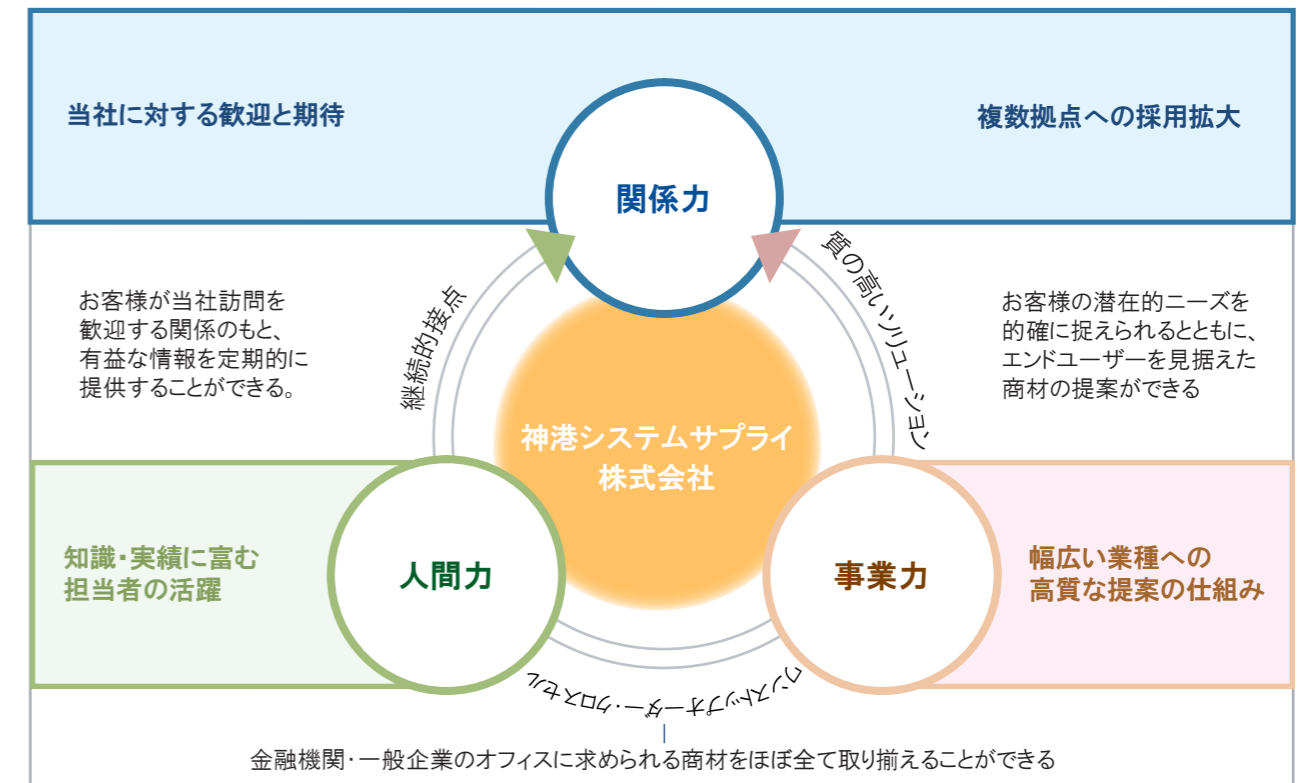 当社に対する歓迎と期待
複数拠点への採用拡大
関係力
継続的接点
質の高いソリューション
お客様が当社訪問を
歓迎する関係のもと、
有益な情報を定期的に
提供することができる。
お客様の潜在的ニーズを
的確に捉えられるとともに、
エンドユーザーを見据えた
商材の提案ができる
神港システムサプライ
株式会社
知識・実績に富む
担当者の活躍
人間力
事業力
幅広い業種への
高質な提案の仕組み
ワンストップオーダー・クロスセル
金融機関・一般企業のオフィスに求められる商材をほぼ全て取り揃えることができる